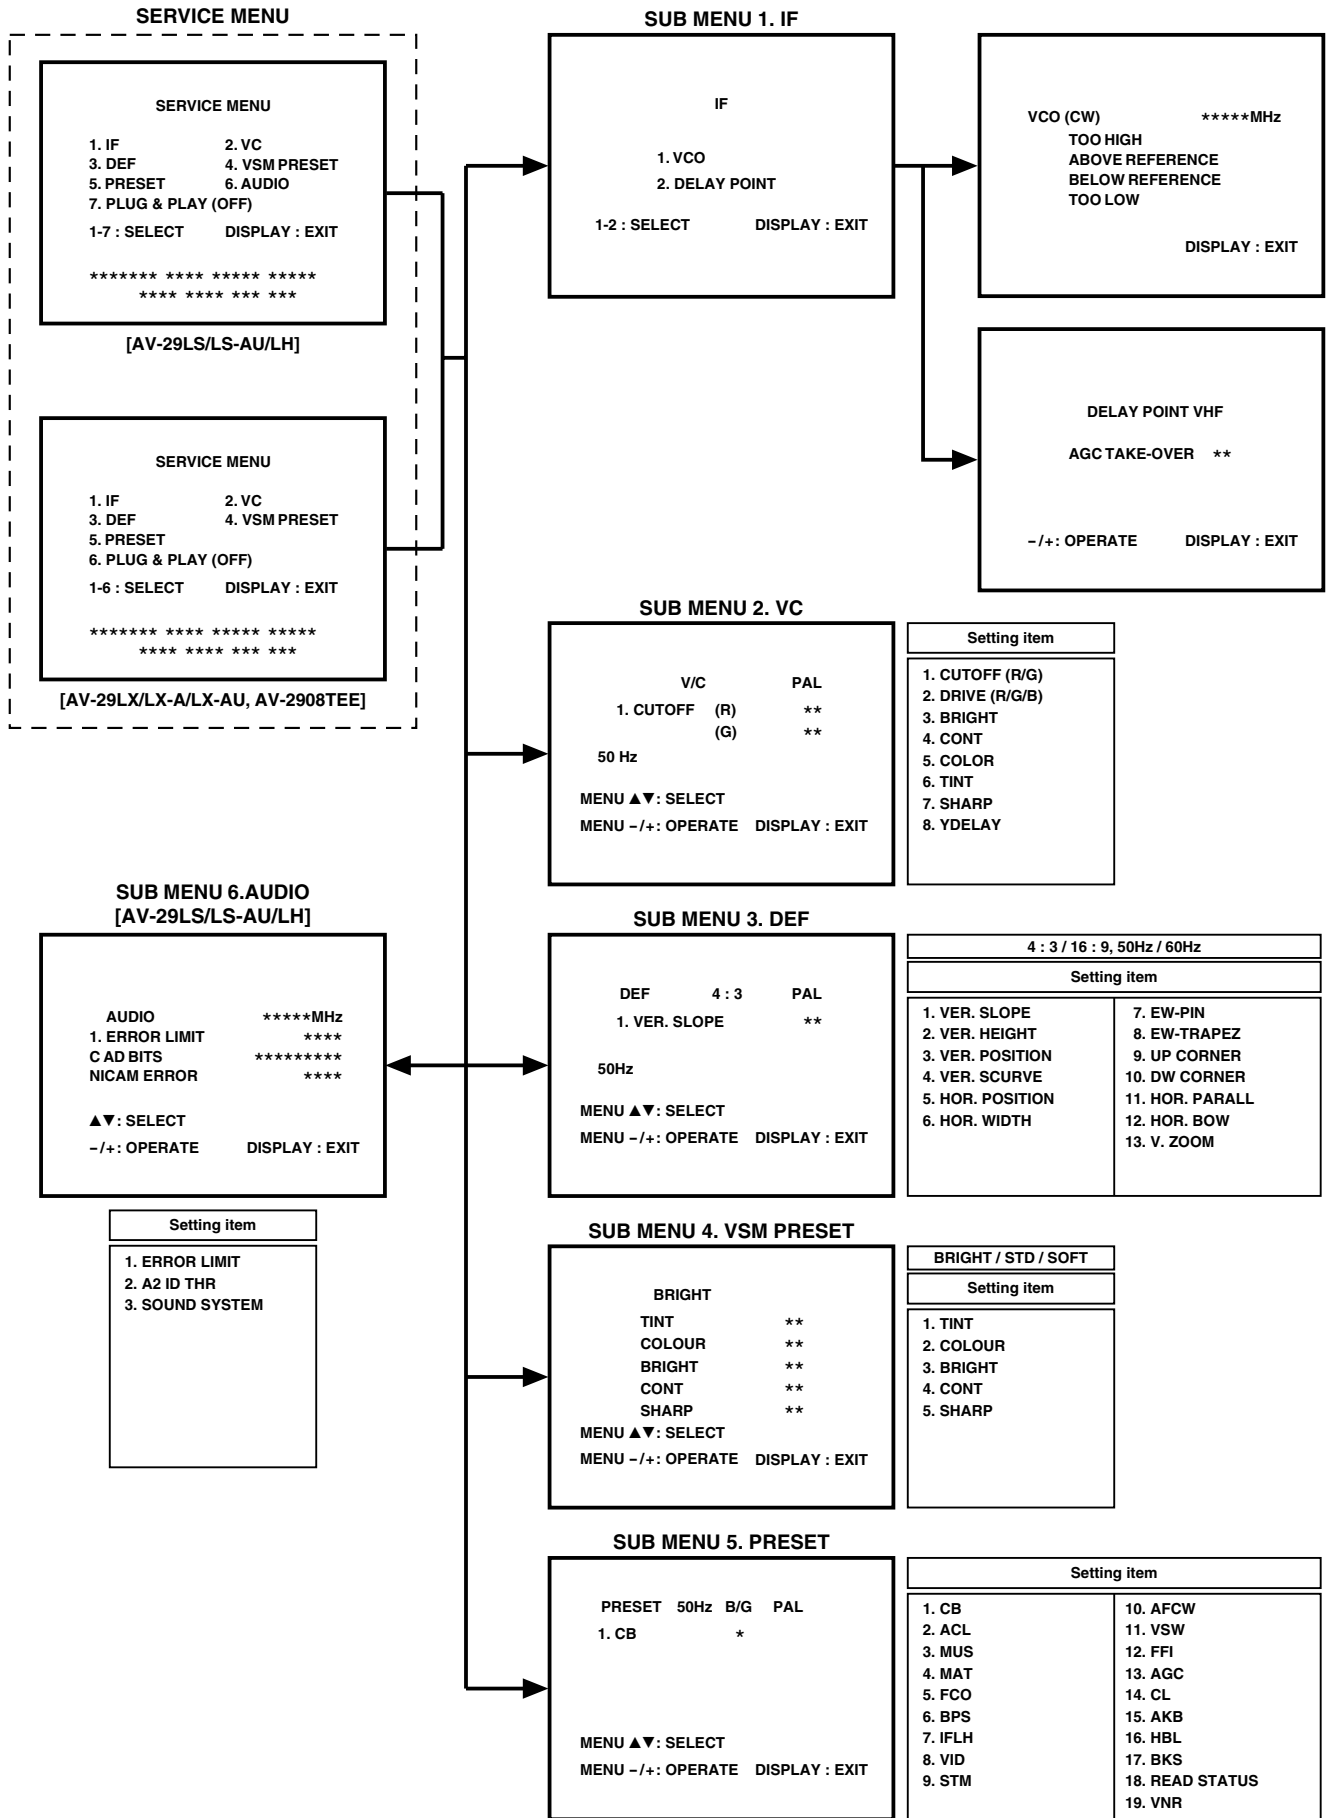 SERVICE MENU
SERVICE MENU
1. IF 2. VC
3. DEF 4. VSM PRESET
5. PRESET 6. AUDIO
7. PLUG & PLAY (OFF)
1-7 : SELECT DISPLAY : EXIT
******* **** ***** *****
**** **** *** ***
[AV-29LS/LS-AU/LH]
SERVICE MENU
1. IF 2. VC
3. DEF 4. VSM PRESET
5. PRESET
6. PLUG & PLAY (OFF)
1-6 : SELECT DISPLAY : EXIT
******* **** ***** *****
**** **** *** ***
[AV-29LX/LX-A/LX-AU, AV-2908TEE]
SUB MENU 1. IF
IF
1. VCO
2. DELAY POINT
1-2 : SELECT DISPLAY : EXIT
VCO (CW) *****MHz
TOO HIGH
ABOVE REFERENCE
BELOW REFERENCE
TOO LOW
DISPLAY : EXIT
DELAY POINT VHF
AGC TAKE-OVER **
–/+: OPERATE DISPLAY : EXIT
SUB MENU 2. VC
V/C PAL
1. CUTOFF (R) **
(G) **
50 Hz
MENU ▲▼: SELECT
MENU –/+: OPERATE DISPLAY : EXIT
Setting item
1. CUTOFF (R/G)
2. DRIVE (R/G/B)
3. BRIGHT
4. CONT
5. COLOR
6. TINT
7. SHARP
8. YDELAY
SUB MENU 6.AUDIO
[AV-29LS/LS-AU/LH]
AUDIO *****MHz
1. ERROR LIMIT ****
C AD BITS *********
NICAM ERROR ****
▲▼: SELECT
–/+: OPERATE DISPLAY : EXIT
Setting item
1. ERROR LIMIT
2. A2 ID THR
3. SOUND SYSTEM
SUB MENU 3. DEF
DEF 4 : 3 PAL
1. VER. SLOPE **
50Hz
MENU ▲▼: SELECT
MENU –/+: OPERATE DISPLAY : EXIT
4 : 3 / 16 : 9, 50Hz / 60Hz
Setting item
1. VER. SLOPE
2. VER. HEIGHT
3. VER. POSITION
4. VER. SCURVE
5. HOR. POSITION
6. HOR. WIDTH
7. EW-PIN
8. EW-TRAPEZ
9. UP CORNER
10. DW CORNER
11. HOR. PARALL
12. HOR. BOW
13. V. ZOOM
SUB MENU 4. VSM PRESET
BRIGHT
TINT **
COLOUR **
BRIGHT **
CONT **
SHARP **
MENU ▲▼: SELECT
MENU –/+: OPERATE DISPLAY : EXIT
BRIGHT / STD / SOFT
Setting item
1. TINT
2. COLOUR
3. BRIGHT
4. CONT
5. SHARP
SUB MENU 5. PRESET
PRESET 50Hz B/G PAL
1. CB *
MENU ▲▼: SELECT
MENU –/+: OPERATE DISPLAY : EXIT
Setting item
1. CB
2. ACL
3. MUS
4. MAT
5. FCO
6. BPS
7. IFLH
8. VID
9. STM
10. AFCW
11. VSW
12. FFI
13. AGC
14. CL
15. AKB
16. HBL
17. BKS
18. READ STATUS
19. VNR